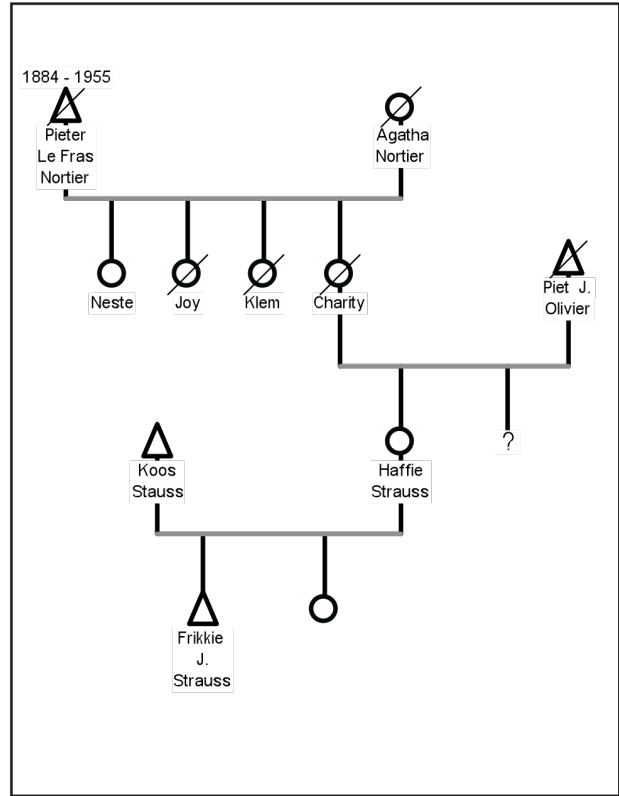 1884 - 1955
Pieter
Le Fras
Nortier
Agatha
Nortier
Neste
Joy
Klem
Charity
Piet J.
Olivier
Koos
Stauss
Haffie
Strauss
?
Frikkie
J.
Strauss